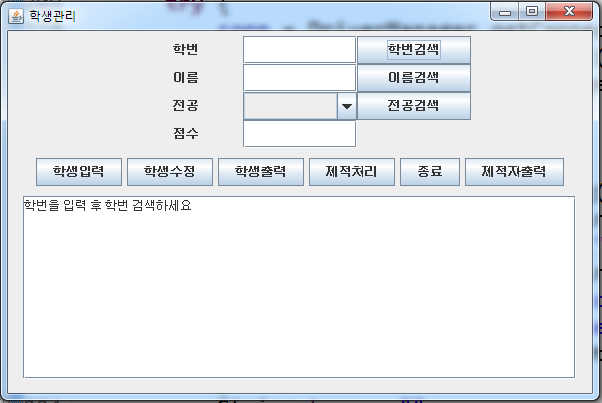 학생관리
학번 학번검색
이름 이름검색
전공 전공검색
점수
학생입력 학생수정 학생출력 제적처리 종료 제적자출력
학번을 입력 후 학번 검색하세요